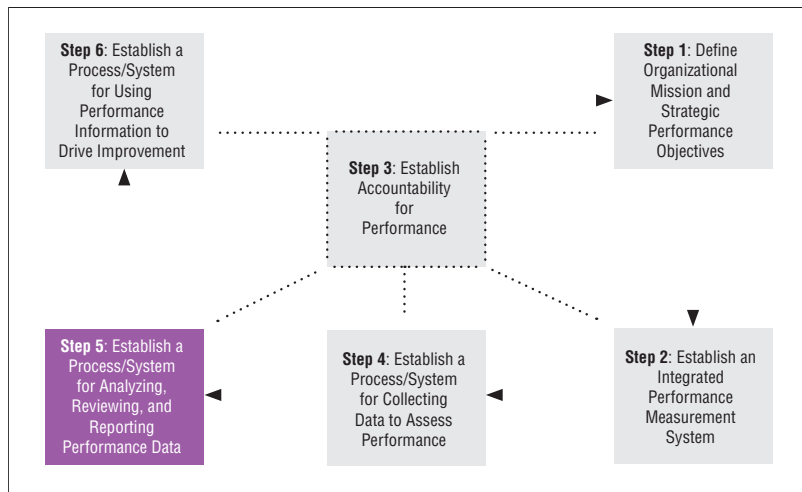 Step 6: Establish a
Process/System
for Using
Performance
Information to
Drive Improvement
Step 1: Define
Organizational
Mission and
Strategic
Performance
Objectives
Step 3: Establish
Accountability
for
Performance
Step 5: Establish a
Process/System
for Analyzing,
Reviewing, and
Reporting
Performance Data
Step 4: Establish a
Process/System
for Collecting
Data to Assess
Performance
Step 2: Establish an
Integrated
Performance
Measurement
System